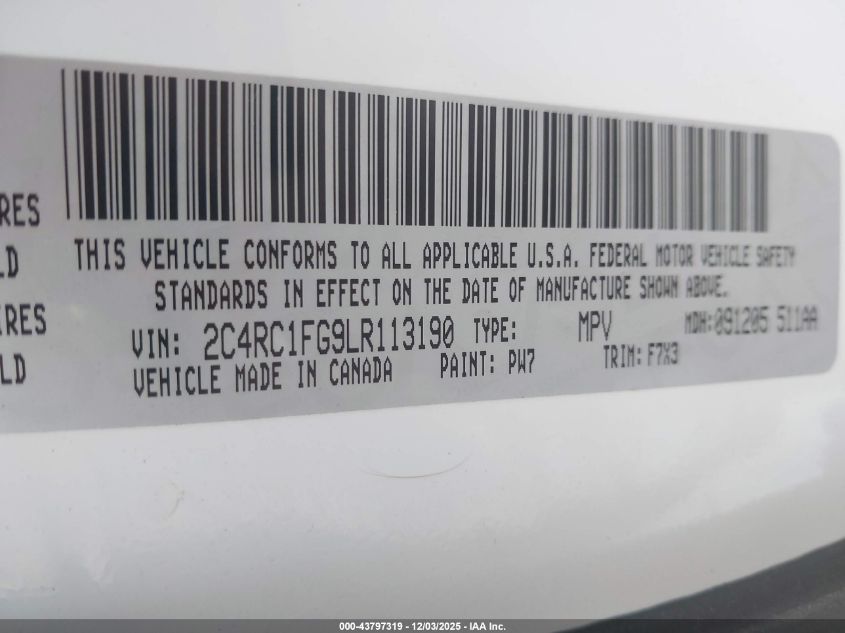 RES
LD
IRES
LD
THIS VEHICLE CONFORMS TO ALL APPLICABLE U.S.A. FEDERAL MOTOR VEHICLE SAFETY
STANDARDS IN EFFECT ON THE DATE OF MANUFACTURE SHOWN ABOVE.
VIN: 2C4RC1FG9LR113190 TYPE: MPV MDH:091205 511AA
VEHICLE MADE IN CANADA PAINT: PW7 TRIM: F7X3
000-43797319 - 12/03/2025 - IAA Inc.